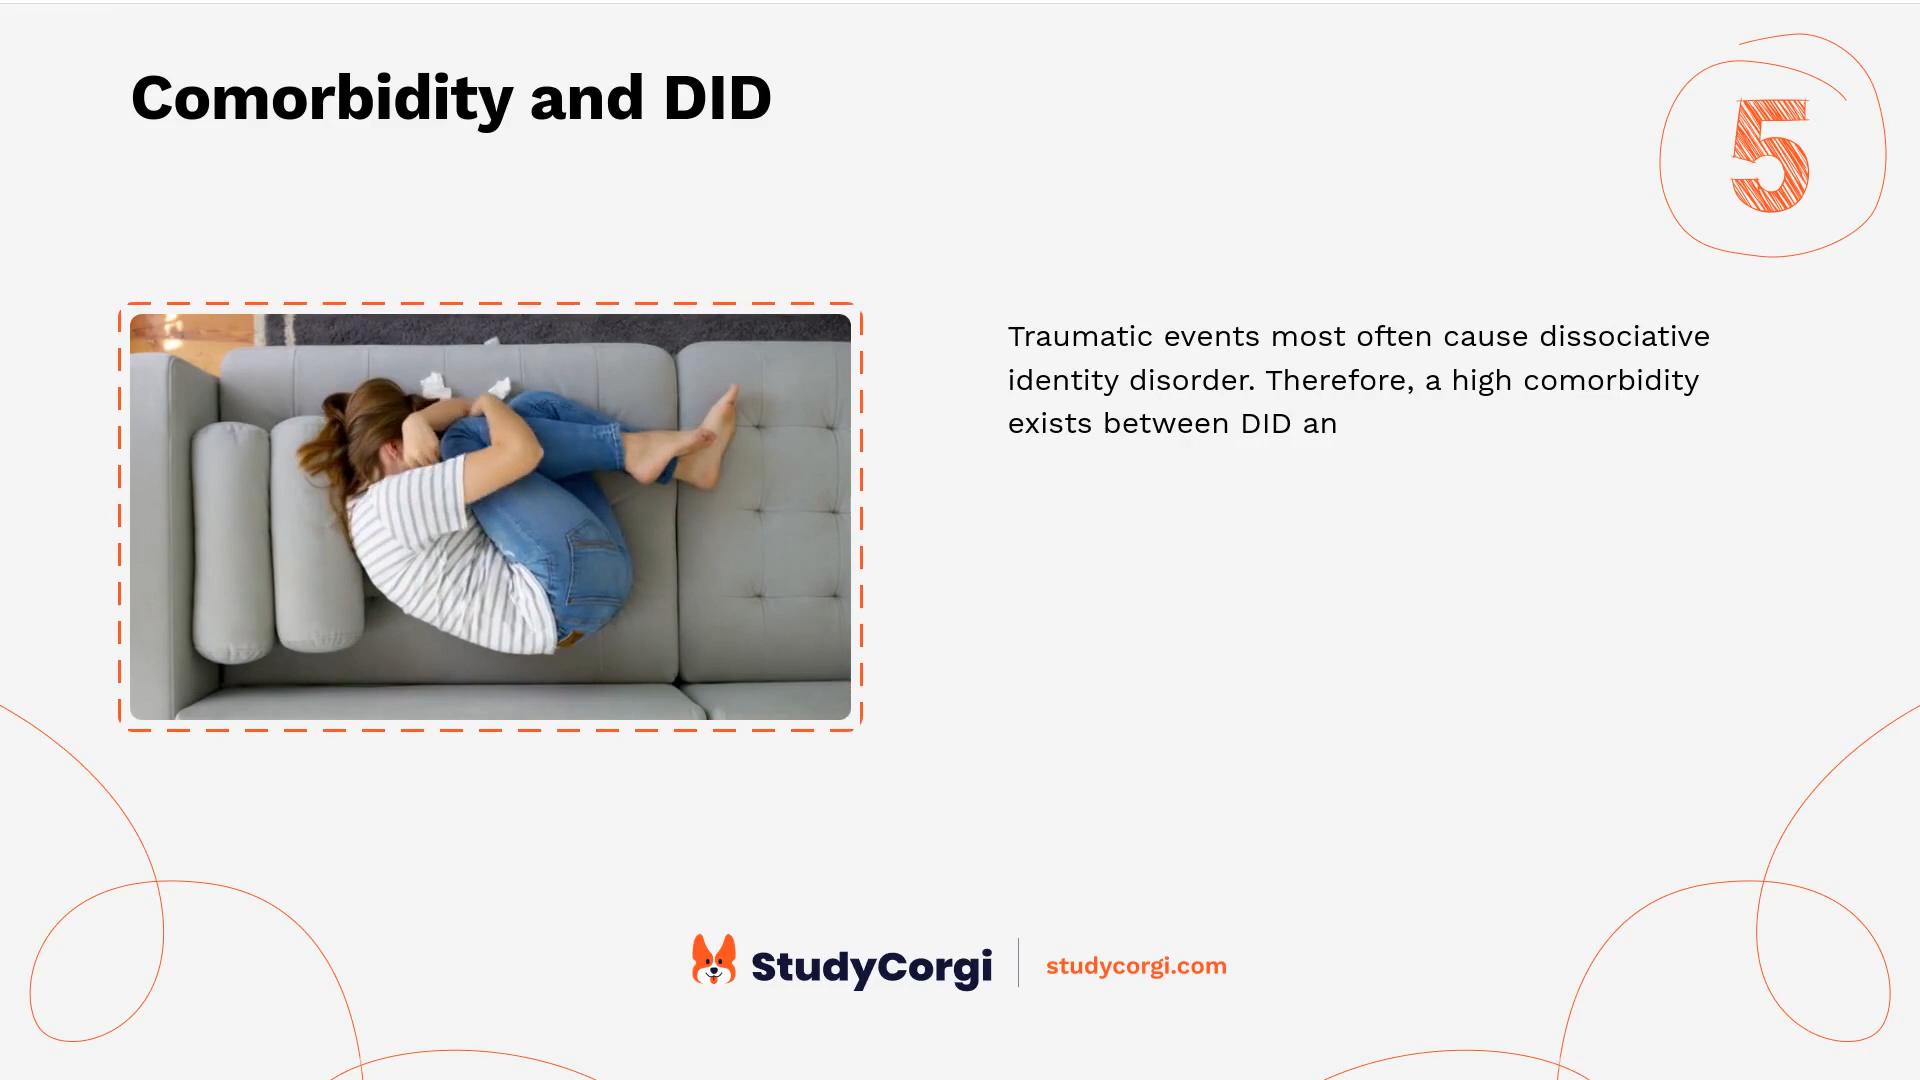 Comorbidity and DID
5
Traumatic events most often cause dissociative
identity disorder. Therefore, a high comorbidity
exists between DID an
StudyCorgi
studycorgi.com